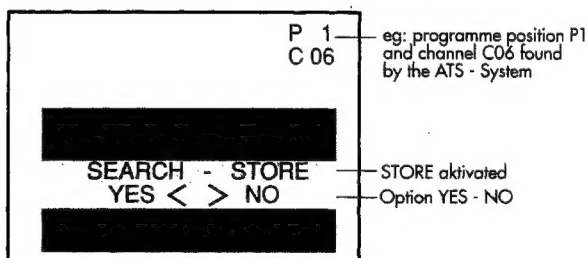 P 1
C 06
eg: programme position P1
and channel C06 found
by the ATS - System
SEARCH - STORE
STORE aktivated
YES < > NO
Option YES - NO